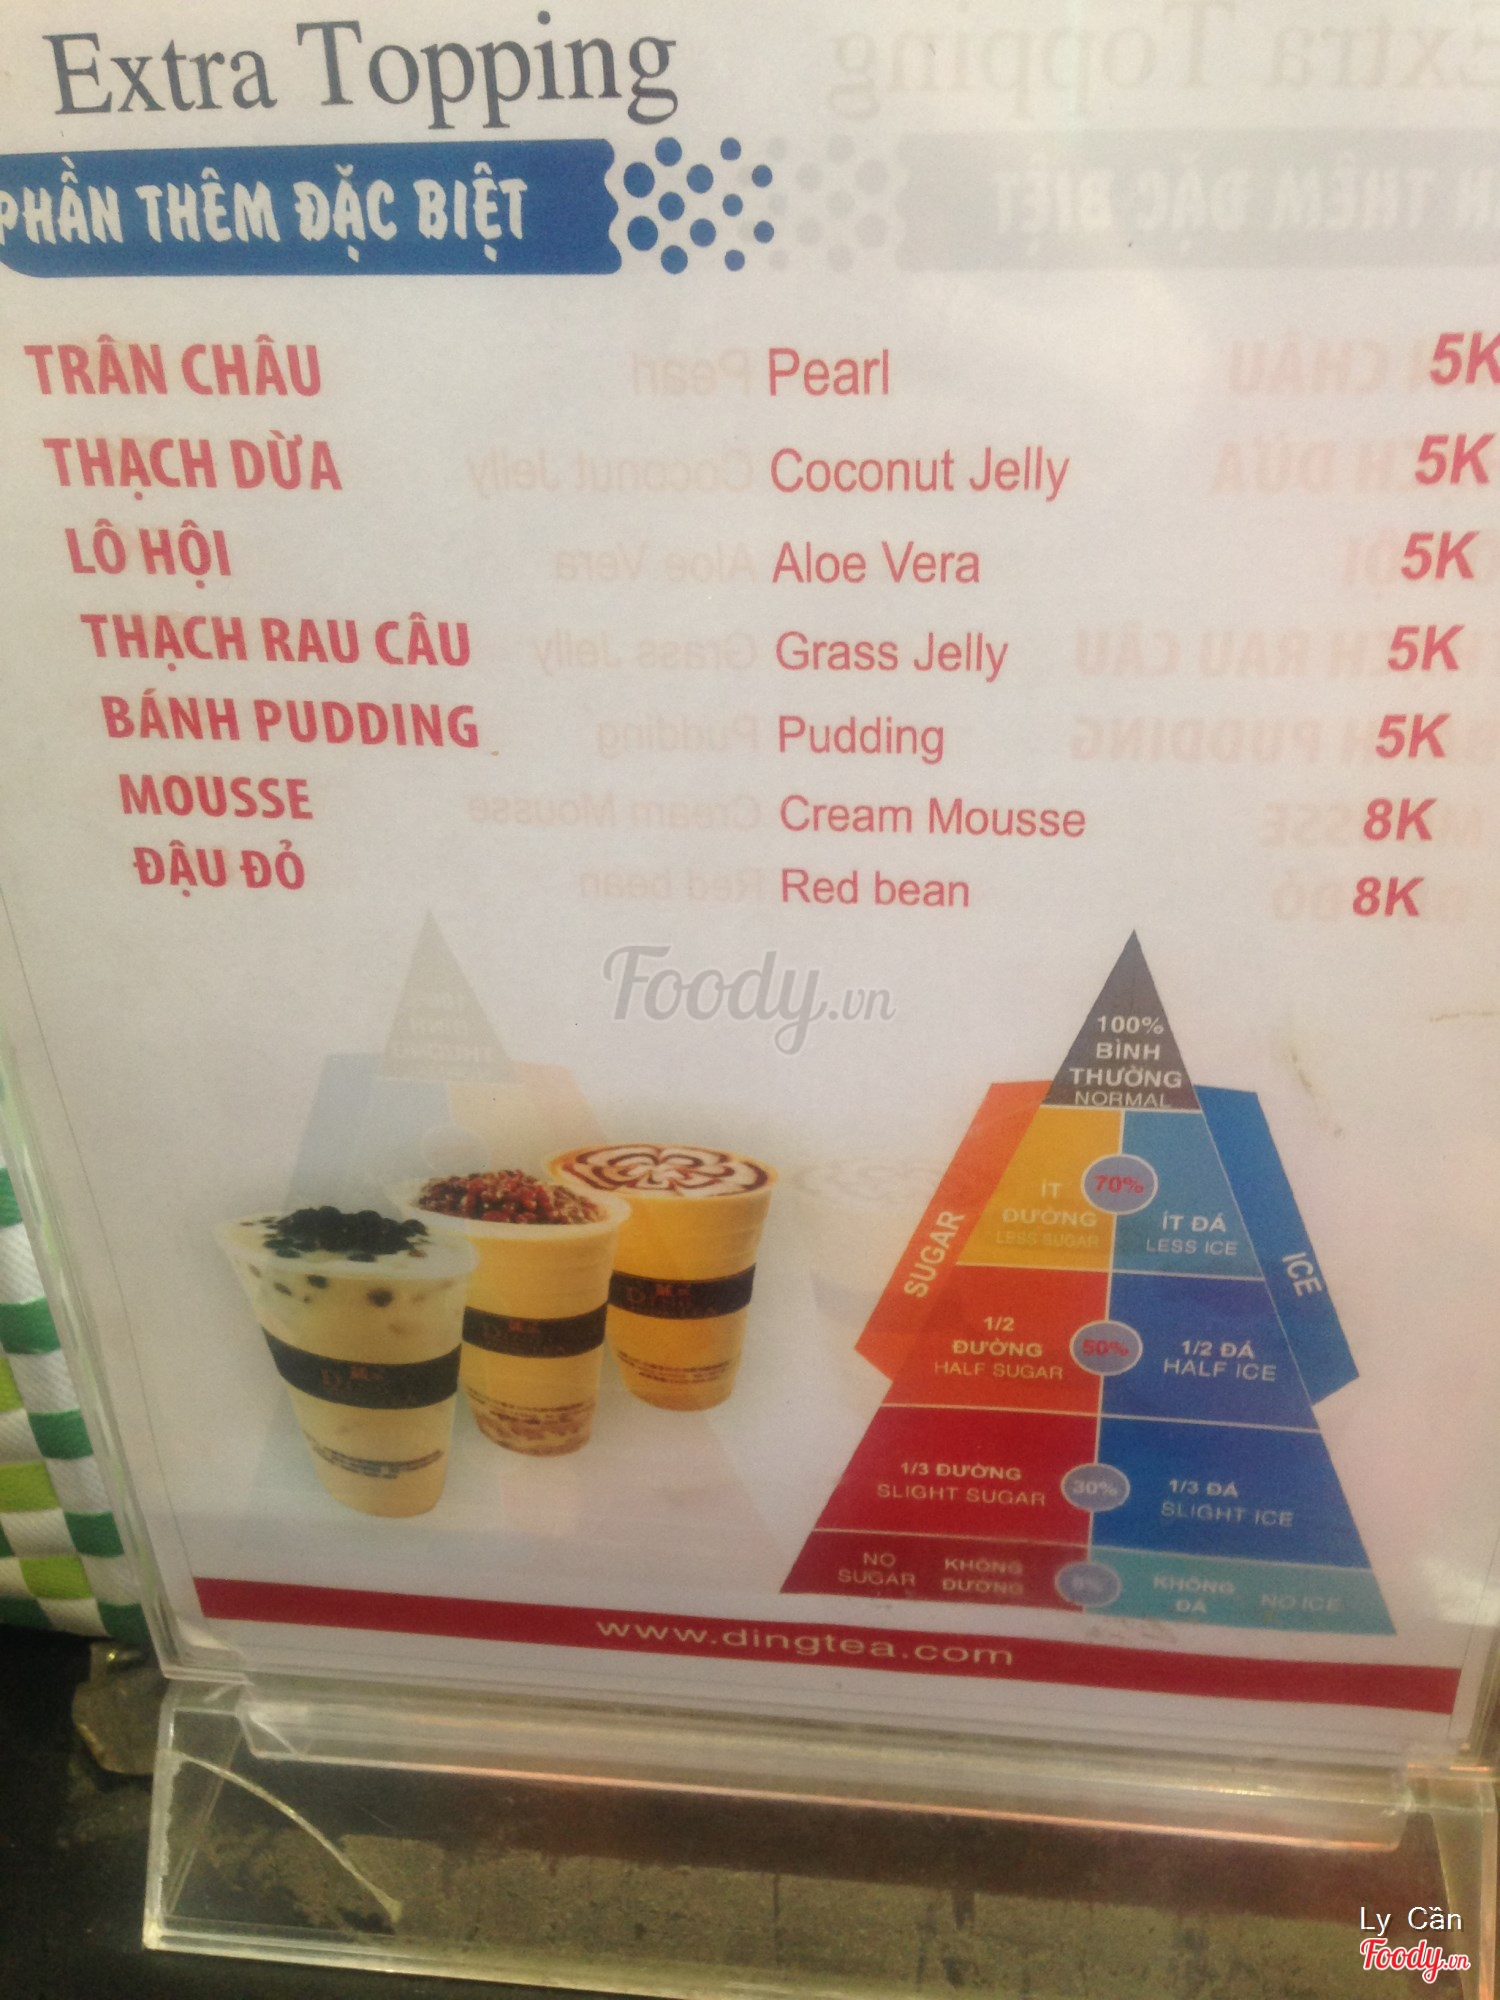 Extra Topping
PHẦN THÊM ĐẶC BIỆT
TRÂN CHÂU Pearl 5K
THẠCH DỪA Coconut Jelly 5K
LÔ HỘI Aloe Vera 5K
THẠCH RAU CÂU Grass Jelly 5K
BÁNH PUDDING Pudding 5K
MOUSSE Cream Mousse 8K
ĐẬU ĐỎ Red bean 8K
Foody.vn
100%
BÌNH
THƯỜNG
NORMAL
SUGAR
ICE
70%
ÍT
ĐƯỜNG
LESS SUGAR
ÍT ĐÁ
LESS ICE
1/2
ĐƯỜNG
HALF SUGAR
50%
1/2 ĐÁ
HALF ICE
1/3 ĐƯỜNG
SLIGHT SUGAR
30%
1/3 ĐÁ
SLIGHT ICE
NO
SUGAR
KHÔNG
ĐƯỜNG
0%
KHÔNG
ĐÁ
NO ICE
www.dingtea.com
Ly Cần
Foody.vn